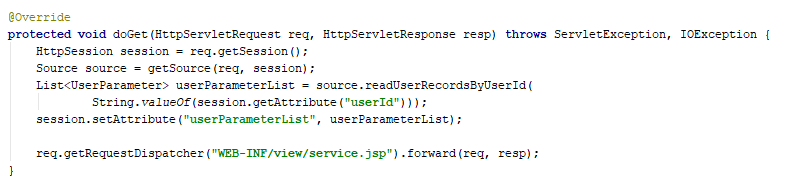 @Override
protected void doGet(HttpServletRequest req, HttpServletResponse resp) throws ServletException, IOException {
    HttpSession session = req.getSession();
    Source source = getSource(req, session);
    List<UserParameter> userParameterList = source.readUserRecordsByUserId(
            String.valueOf(session.getAttribute("userId")));
    session.setAttribute("userParameterList", userParameterList);
    req.getRequestDispatcher("WEB-INF/view/service.jsp").forward(req, resp);
}